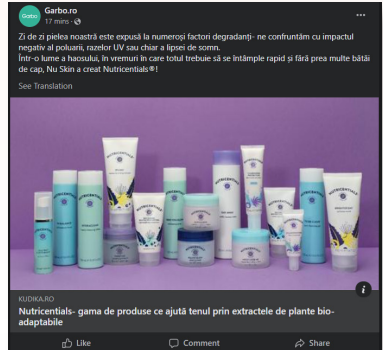 Garbo
Garbo.ro
17 mins ·
Zi de zi pielea noastră este expusă la numeroși factori degradanți- ne confruntăm cu impactul
negativ al poluarii, razelor UV sau chiar a lipsei de somn.
Într-o lume a haosului, în vremuri în care totul trebuie să se întâmple rapid și fără prea multe bătăi
de cap, Nu Skin a creat Nutricentials®!
See Translation
NUTRICENTIALS
KUDIKA.RO
Nutricentials- gama de produse ce ajută tenul prin extractele de plante bio-
adaptabile
Like
Comment
Share